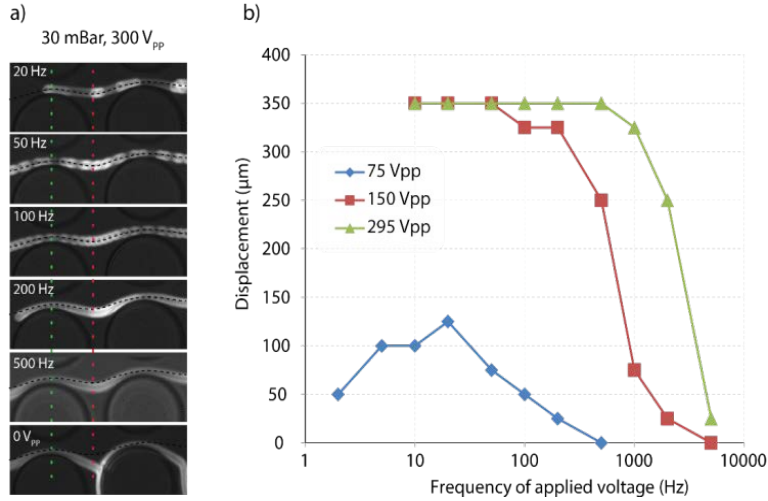 a)
30 mBar, 300 VPP
20 Hz
50 Hz
100 Hz
200 Hz
500 Hz
0 VPP
b)
Displacement (µm)
400
350
300
250
200
150
100
50
0
75 Vpp
150 Vpp
295 Vpp
1
10
100
1000
10000
Frequency of applied voltage (Hz)